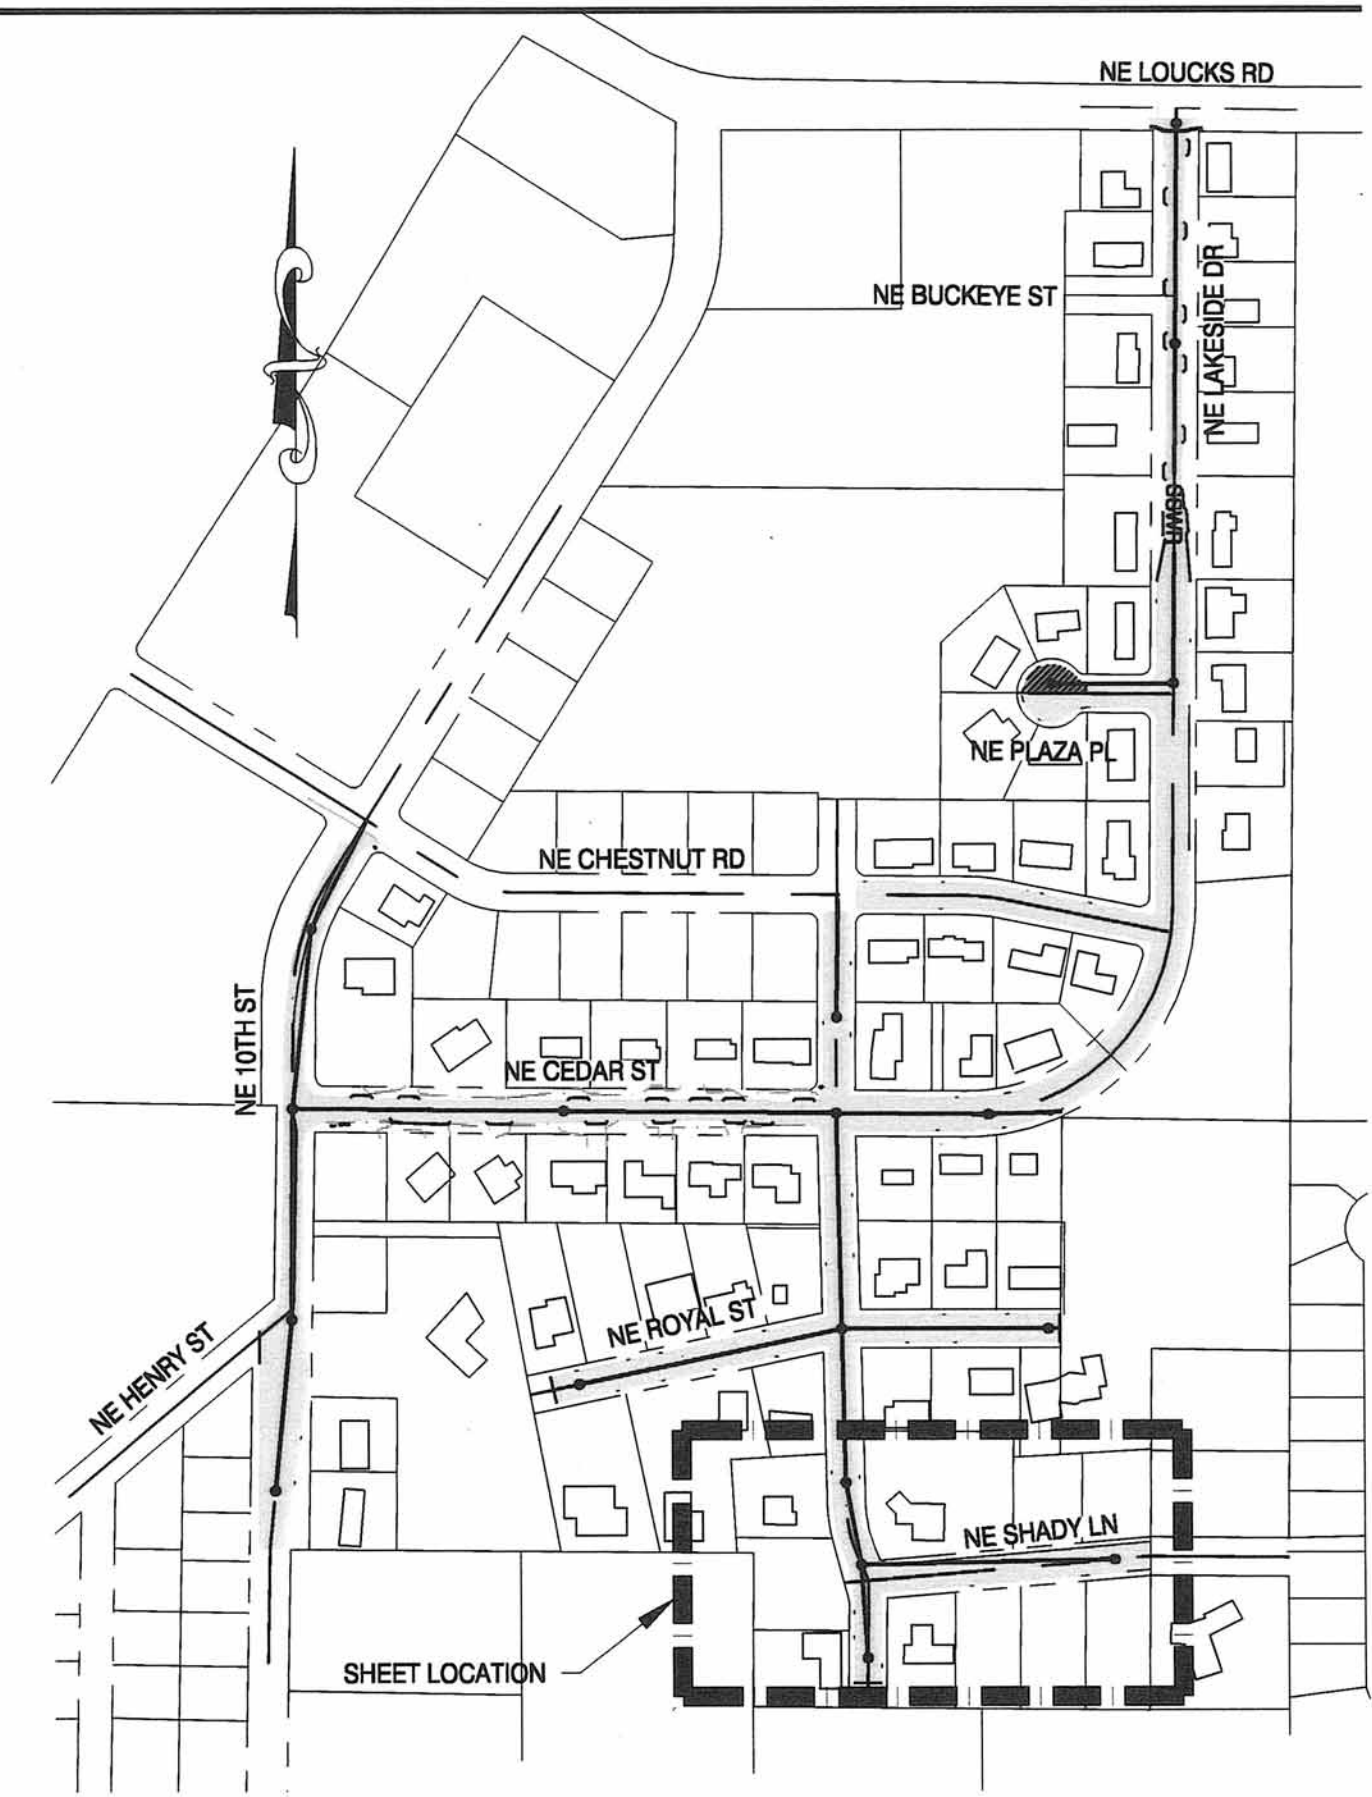 NE LOUCKS RD
NE BUCKEYE ST
NE LAKESIDE DR
NE PLAZA PL
NE CHESTNUT RD
NE 10TH ST
NE CEDAR ST
NE ROYAL ST
NE HENRY ST
NE SHADY LN
SHEET LOCATION